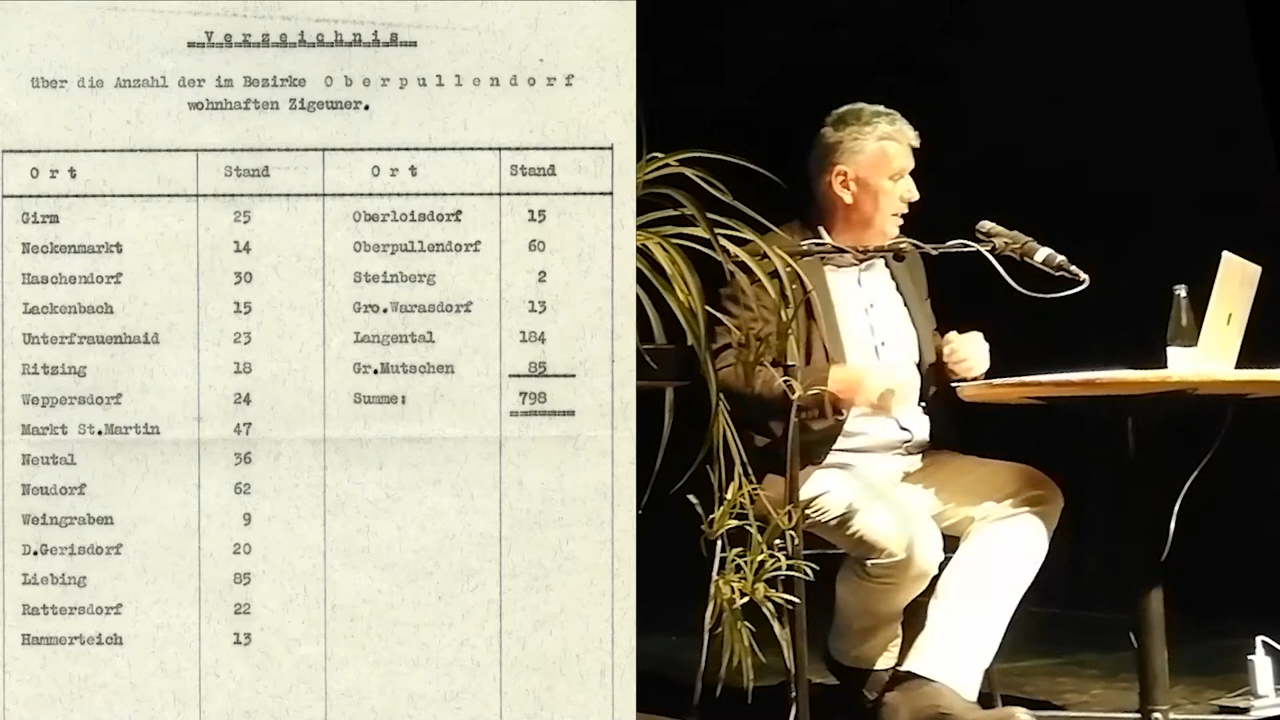 Verzeichnis
über die Anzahl der im Bezirke Oberpullendorf
wohnhaften Zigeuner.
Ort Stand Ort Stand
Girm 25 Oberloisdorf 15
Neckenmarkt 14 Oberpullendorf 60
Haschendorf 30 Steinberg 2
Lackenbach 15 Gro.Warasdorf 13
Unterfrauenhaid 23 Langental 184
Ritzing 18 Gr.Mutschen 85
Weppersdorf 24 Summe: 798
Markt St.Martin 47
Neutal 36
Neudorf 62
Weingraben 9
D.Gerisdorf 20
Liebing 85
Rattersdorf 22
Hammerteich 13